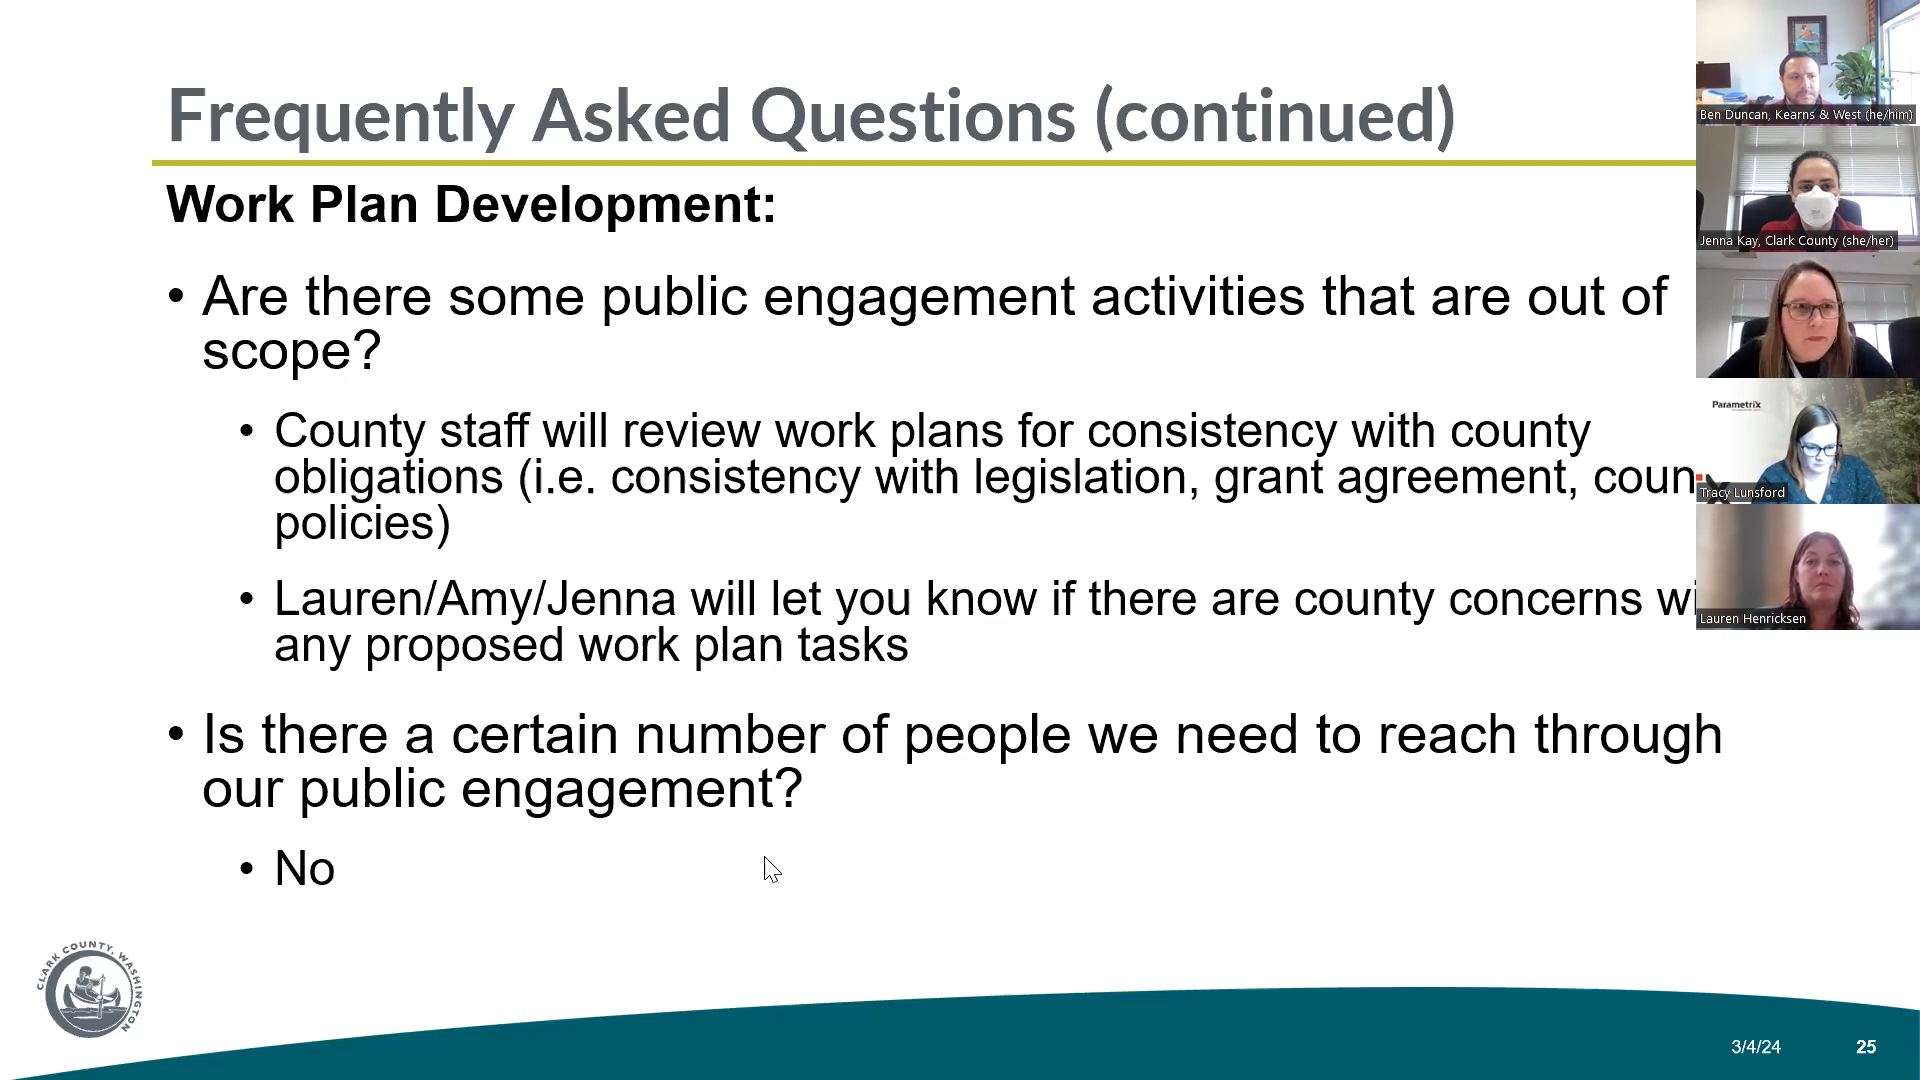 Frequently Asked Questions (continued)
Work Plan Development:
• Are there some public engagement activities that are out of
scope?
• County staff will review work plans for consistency with county
obligations (i.e. consistency with legislation, grant agreement, coun
policies)
• Lauren/Amy/Jenna will let you know if there are county concerns wi
any proposed work plan tasks
• Is there a certain number of people we need to reach through
our public engagement?
• No
CLARK COUNTY, WASHINGTON
3/4/24
25
Ben Duncan, Kearns & West (he/him)
Jenna Kay, Clark County (she/her)
Parametrix
Tracy Lunsford
Lauren Henricksen